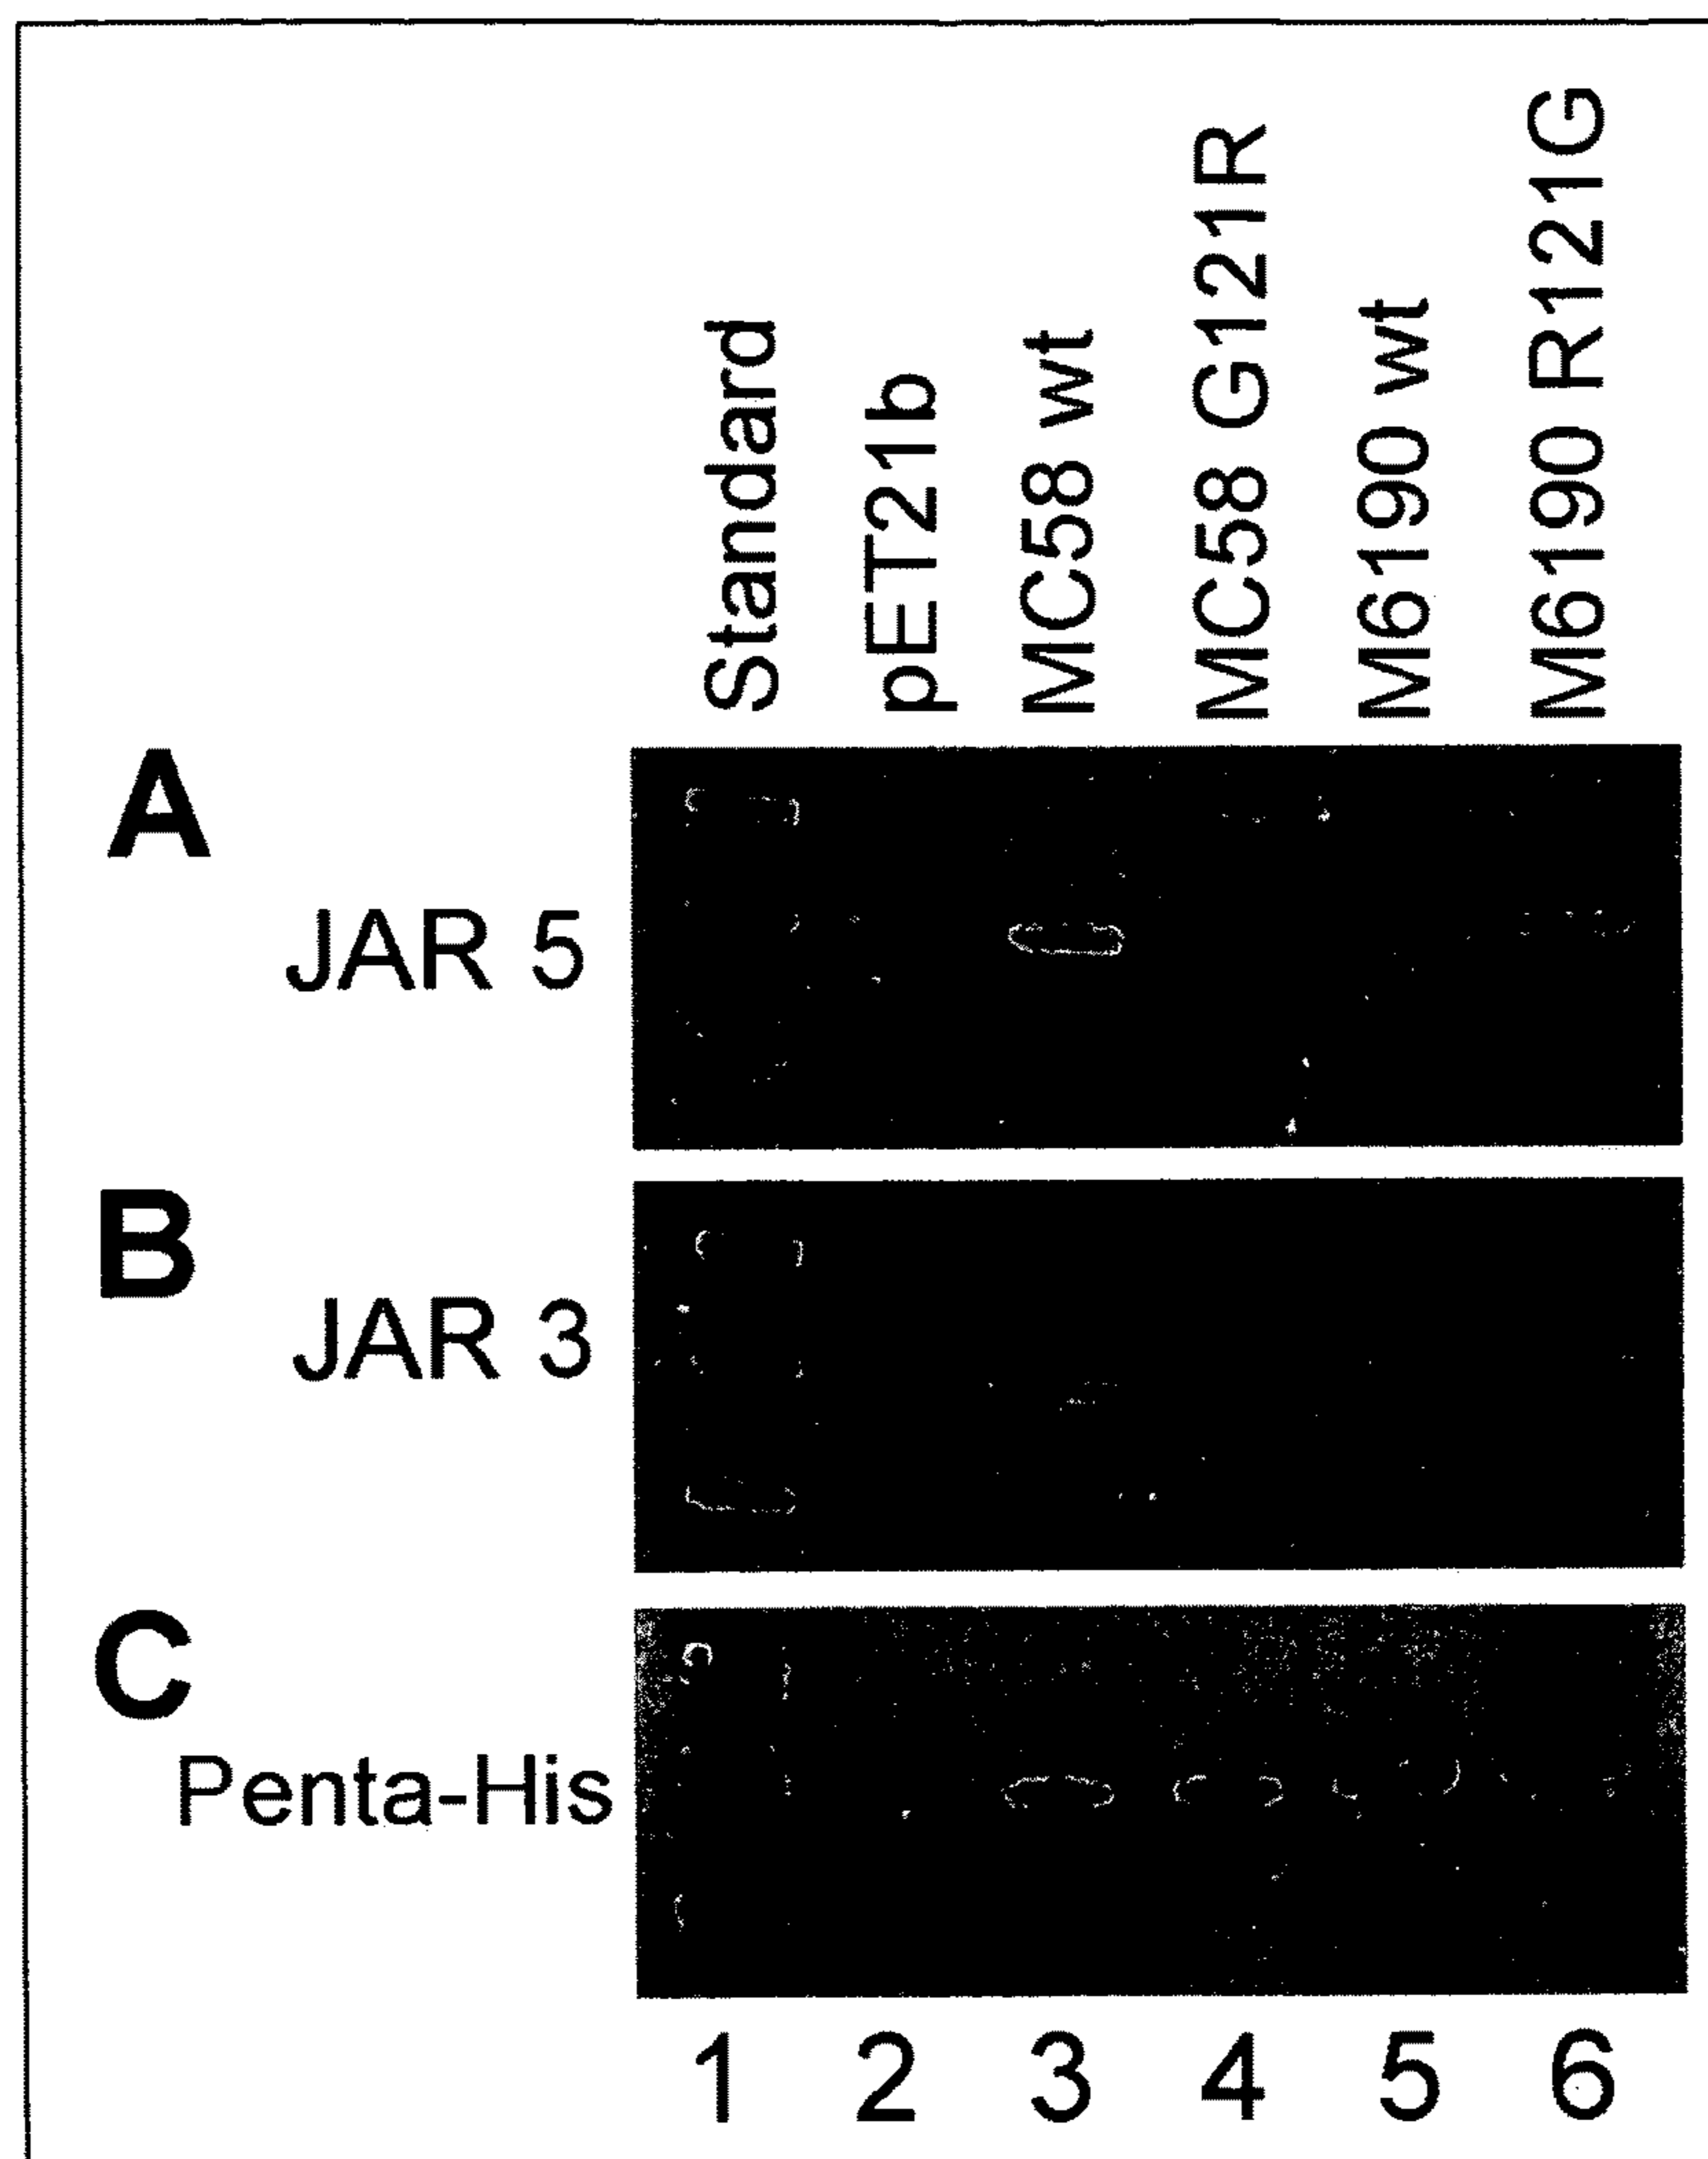 Standard
pET21b
MC58 wt
MC58 G121R
M6190 wt
M6190 R121G
A
JAR 5
B
JAR 3
C
Penta-His
1 2 3 4 5 6